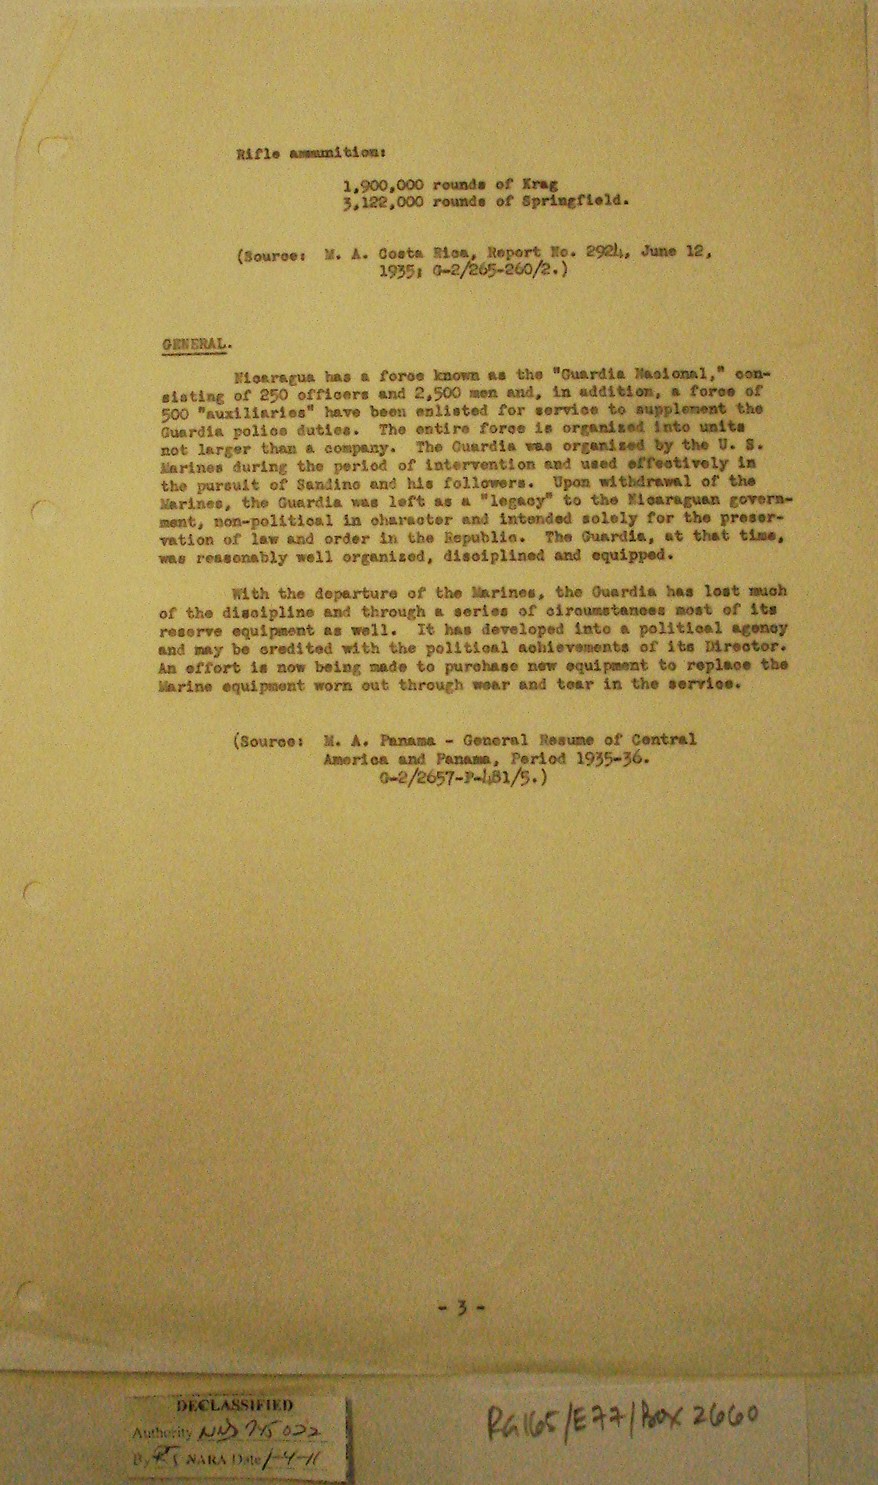 Rifle ammunition:
1,900,000 rounds of Krag
3,122,000 rounds of Springfield.
(Source: M. A. Costa Rica, Report No. 2924, June 12,
1935; G-2/265-260/2.)
GENERAL.
Nicaragua has a force known as the "Guardia Nacional," con-
sisting of 250 officers and 2,500 men and, in addition, a force of
500 "auxiliaries" have been enlisted for service to supplement the
Guardia police duties. The entire force is organized into units
not larger than a company. The Guardia was organized by the U. S.
Marines during the period of intervention and used effectively in
the pursuit of Sandino and his followers. Upon withdrawal of the
Marines, the Guardia was left as a "legacy" to the Nicaraguan govern-
ment, non-political in character and intended solely for the preser-
vation of law and order in the Republic. The Guardia, at that time,
was reasonably well organized, disciplined and equipped.
With the departure of the Marines, the Guardia has lost much
of the discipline and through a series of circumstances most of its
reserve equipment as well. It has developed into a political agency
and may be credited with the political achievements of its Director.
An effort is now being made to purchase new equipment to replace the
Marine equipment worn out through wear and tear in the service.
(Source: M. A. Panama - General Resume of Central
America and Panama, Period 1935-36.
G-2/2657-P-481/5.)
- 3 -
DECLASSIFIED
Authority NND
By NARA Date 1-4-11
RG165/E77/Box 2660